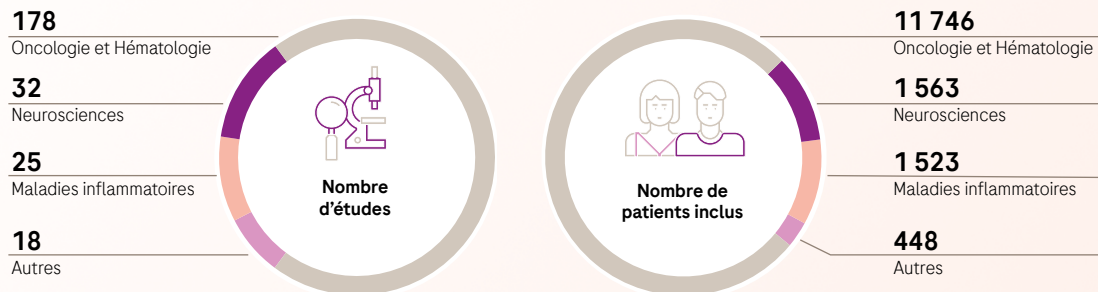 178
Oncologie et Hématologie
32
Neurosciences
25
Maladies inflammatoires
18
Autres
Nombre
d’études
Nombre de
patients inclus
11 746
Oncologie et Hématologie
1 563
Neurosciences
1 523
Maladies inflammatoires
448
Autres